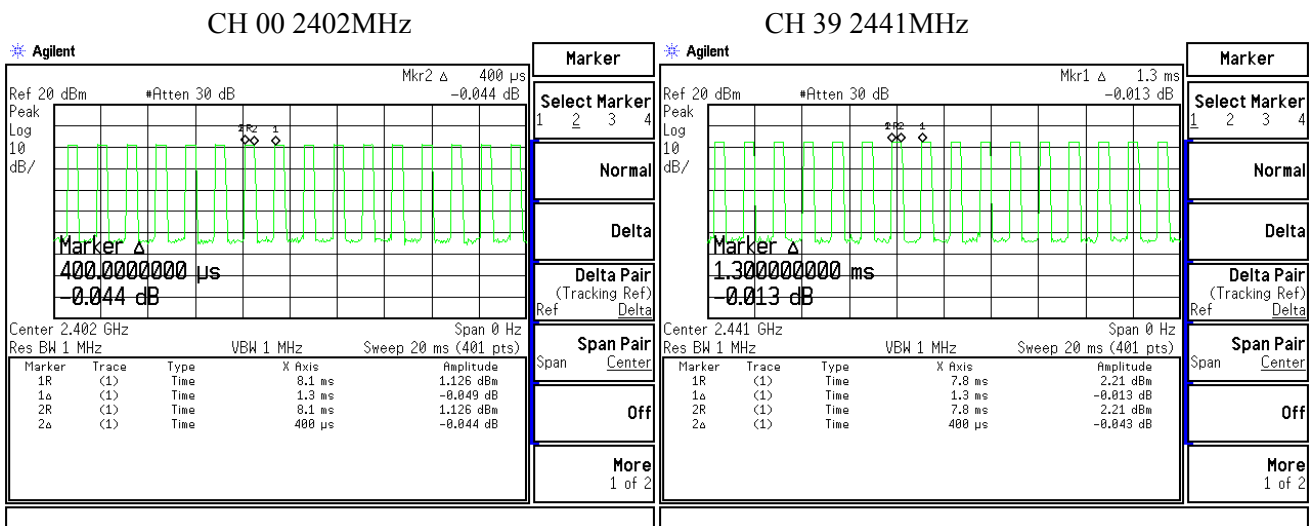 CH 00 2402MHz
Agilent
Mkr2 Δ 400 µs
Ref 20 dBm #Atten 30 dB -0.044 dB
Peak
Log
10
dB/
1R2 1
Marker Δ
400.0000000 µs
-0.044 dB
Center 2.402 GHz Span 0 Hz
Res BW 1 MHz VBW 1 MHz Sweep 20 ms (401 pts)
Marker Trace Type X Axis Amplitude
1R (1) Time 8.1 ms 1.126 dBm
1Δ (1) Time 1.3 ms -0.049 dB
2R (1) Time 8.1 ms 1.126 dBm
2Δ (1) Time 400 µs -0.044 dB
Marker
Select Marker
1 2 3 4
Normal
Delta
Delta Pair
(Tracking Ref)
Ref Delta
Span Pair
Span Center
Off
More
1 of 2
CH 39 2441MHz
Agilent
Mkr1 Δ 1.3 ms
Ref 20 dBm #Atten 30 dB -0.013 dB
Peak
Log
10
dB/
1
Marker Δ
1.300000000 ms
-0.013 dB
Center 2.441 GHz Span 0 Hz
Res BW 1 MHz VBW 1 MHz Sweep 20 ms (401 pts)
Marker Trace Type X Axis Amplitude
1R (1) Time 7.8 ms 2.21 dBm
1Δ (1) Time 1.3 ms -0.013 dB
2R (1) Time 7.8 ms 2.21 dBm
2Δ (1) Time 400 µs -0.043 dB
Marker
Select Marker
1 2 3 4
Normal
Delta
Delta Pair
(Tracking Ref)
Ref Delta
Span Pair
Span Center
Off
More
1 of 2